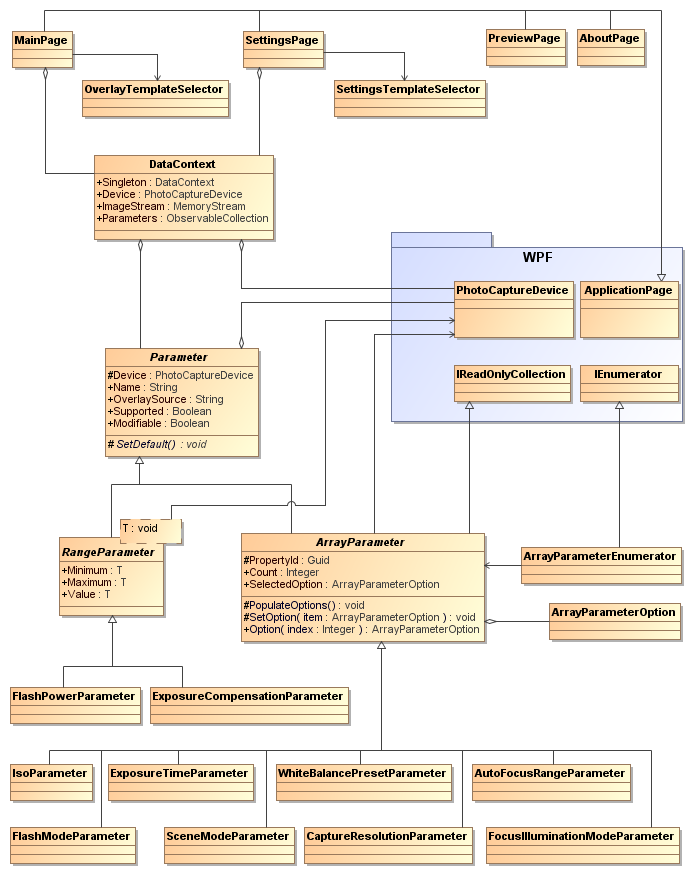 MainPage
SettingsPage
PreviewPage
AboutPage
OverlayTemplateSelector
SettingsTemplateSelector
DataContext
+Singleton : DataContext
+Device : PhotoCaptureDevice
+ImageStream : MemoryStream
+Parameters : ObservableCollection
WPF
PhotoCaptureDevice
ApplicationPage
IReadOnlyCollection
IEnumerator
Parameter
#Device : PhotoCaptureDevice
+Name : String
+OverlaySource : String
+Supported : Boolean
+Modifiable : Boolean
# SetDefault() : void
T : void
RangeParameter
+Minimum : T
+Maximum : T
+Value : T
ArrayParameter
#PropertyId : Guid
+Count : Integer
+SelectedOption : ArrayParameterOption
#PopulateOptions() : void
#SetOption( item : ArrayParameterOption ) : void
+Option( index : Integer ) : ArrayParameterOption
ArrayParameterEnumerator
ArrayParameterOption
FlashPowerParameter
ExposureCompensationParameter
IsoParameter
ExposureTimeParameter
WhiteBalancePresetParameter
AutoFocusRangeParameter
FlashModeParameter
SceneModeParameter
CaptureResolutionParameter
FocusIlluminationModeParameter